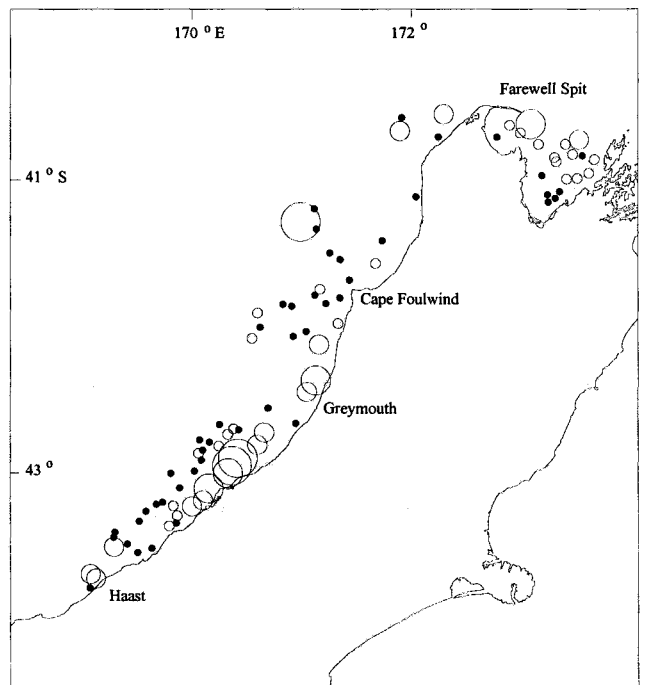 170 ° E
172 °
Farewell Spit
41 ° S
Cape Foulwind
Greymouth
43 °
Haast